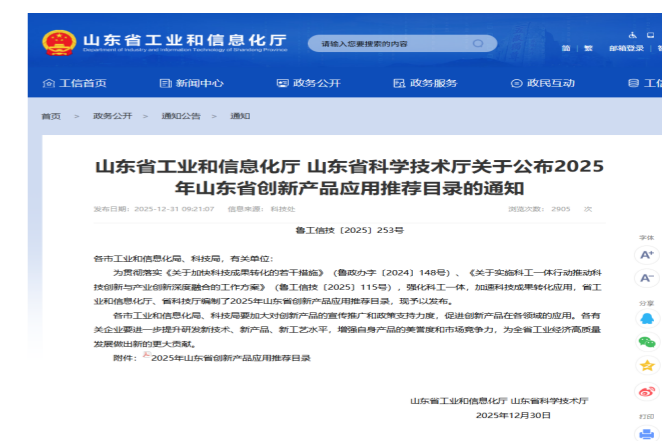 山东省工业和信息化厅
Department of Industry and Information Technology of Shandong Province
请输入您要搜索的内容
简 | 繁 邮箱登录
工信首页 新闻中心 政务公开 政务服务 政民互动 工信
首页 > 政务公开 > 通知公告 > 通知
山东省工业和信息化厅 山东省科学技术厅关于公布2025
年山东省创新产品应用推荐目录的通知
发布日期：2025-12-31 09:21:07 信息来源：科技处 浏览次数：2905 次
鲁工信技〔2025〕253号
各市工业和信息化局、科技局，有关单位：
为贯彻落实《关于加快科技成果转化的若干措施》（鲁政办字〔2024〕148号）、《关于实施科工一体行动推动科
技创新与产业创新深度融合的工作方案》（鲁工信技〔2025〕115号），强化科工一体，加速科技成果转化应用，省工
业和信息化厅、省科技厅编制了2025年山东省创新产品应用推荐目录，现予以发布。
各市工业和信息化局、科技局要加大对创新产品的宣传推广和政策支持力度，促进创新产品在各领域的应用。各有
关企业要进一步提升研发新技术、新产品、新工艺水平，增强自身产品的美誉度和市场竞争力，为全省工业经济高质量
发展做出新的更大贡献。
附件：2025年山东省创新产品应用推荐目录
山东省工业和信息化厅 山东省科学技术厅
2025年12月30日
字体
A+
A-
分享
打印